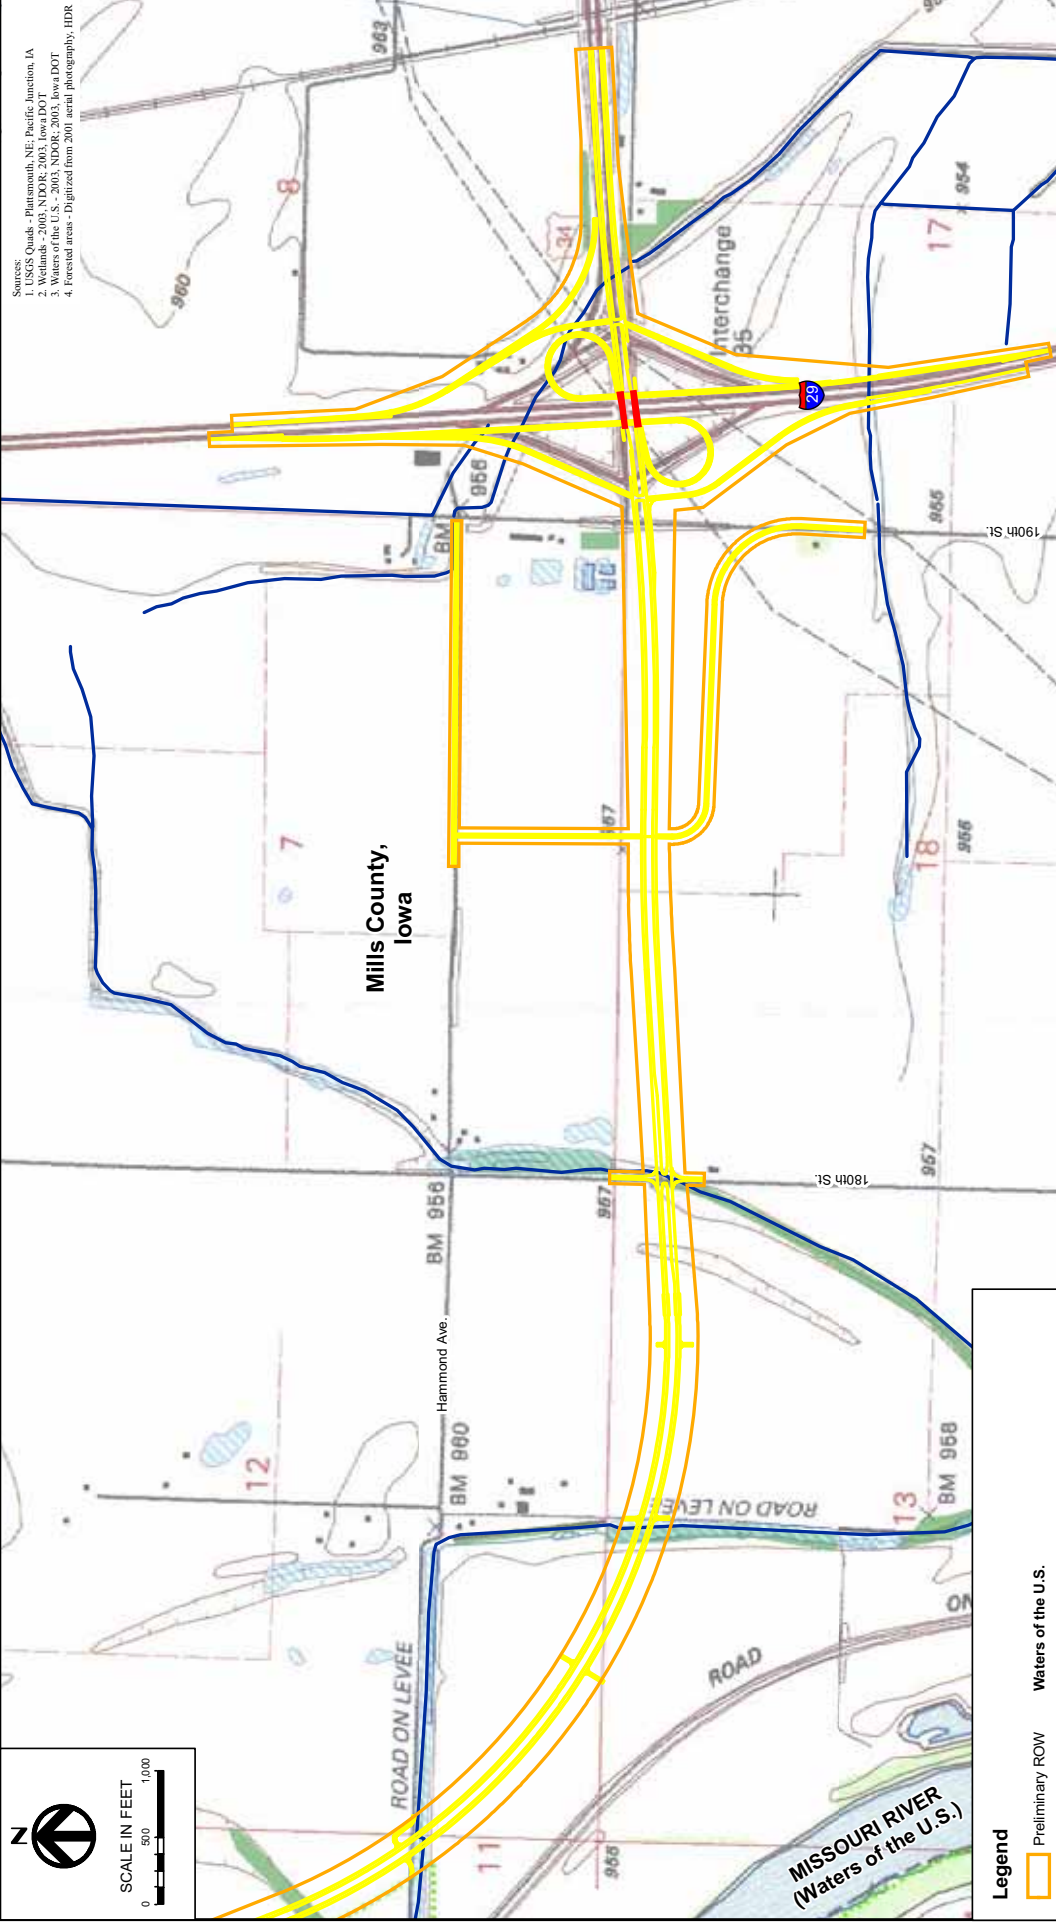 Sources:
1. USGS Quads - Plattsmouth, NE; Pacific Junction, IA
2. Wetlands - 2003, NDOR; 2003, Iowa DOT
3. Waters of the U.S. - 2003, NDOR; 2003, Iowa DOT
4. Forested areas - Digitized from 2001 aerial photography, HDR
N
SCALE IN FEET
0 500 1,000
963
8
960
34
Interchange
35
29
17
954
BM
956
955
190th St.
7
Mills County,
Iowa
957
18
956
BM 956
957
180th St.
957
Hammond Ave.
12
BM 960
ROAD ON LEVEE
13
BM 958
ROAD ON LEVEE
ROAD
ON
11
955
MISSOURI RIVER
(Waters of the U.S.)
Legend
Preliminary ROW
Waters of the U.S.